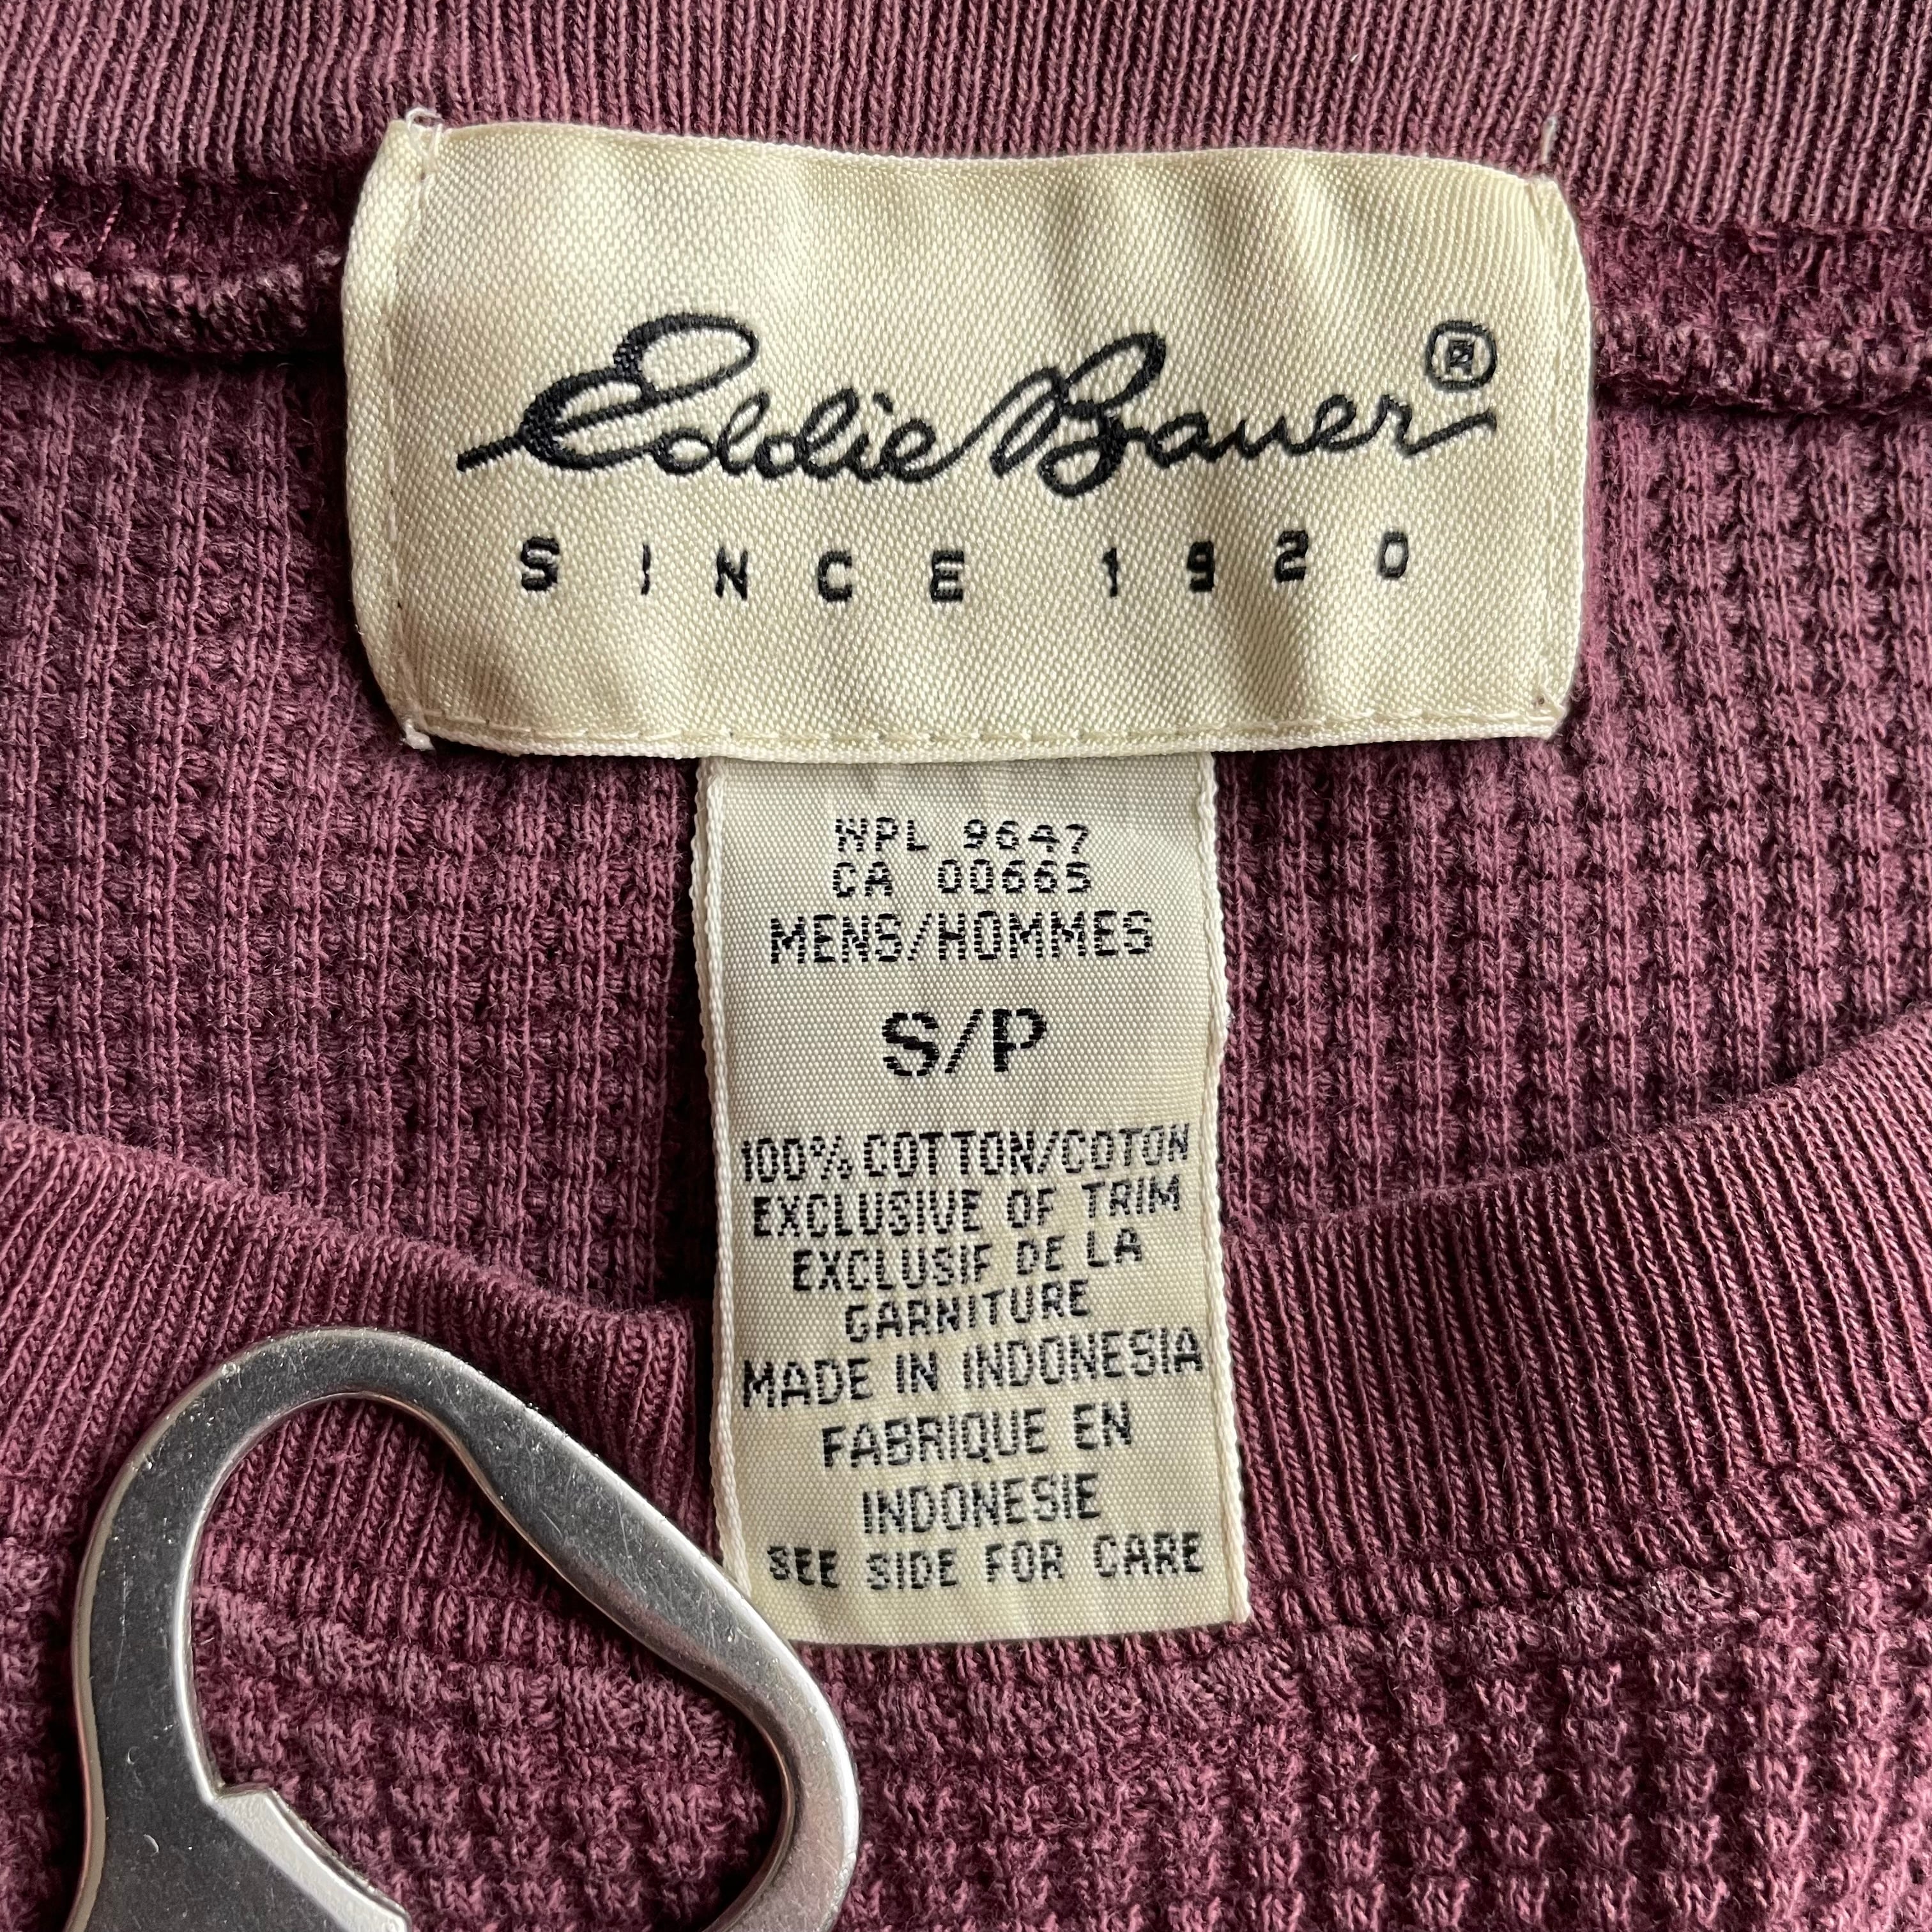 Eddie Bauer ®
SINCE 1920
WPL 9647
CA 00665
MENS/HOMMES
S/P
100% COTTON/COTON
EXCLUSIVE OF TRIM
EXCLUSIF DE LA
GARNITURE
MADE IN INDONESIA
FABRIQUE EN
INDONESIE
SEE SIDE FOR CARE